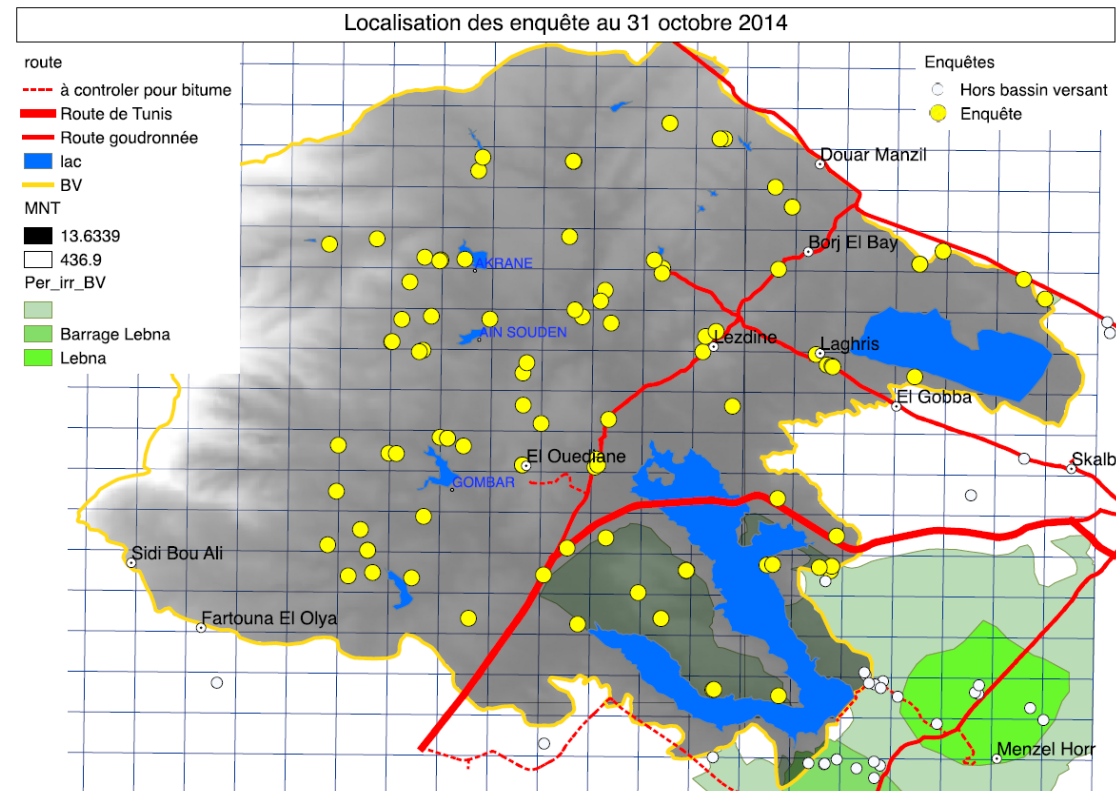 Localisation des enquête au 31 octobre 2014
route
à controler pour bitume
Route de Tunis
Route goudronnée
lac
BV
MNT
13.6339
436.9
Per_irr_BV
Barrage Lebna
Lebna
Enquêtes
Hors bassin versant
Enquête
Douar Manzil
Borj El Bay
AKRANE
AIN SOUDEN
Lezdine
Laghris
El Gobba
El Ouediane
Skalb
GOMBAR
Sidi Bou Ali
Fartouna El Olya
Menzel Horr